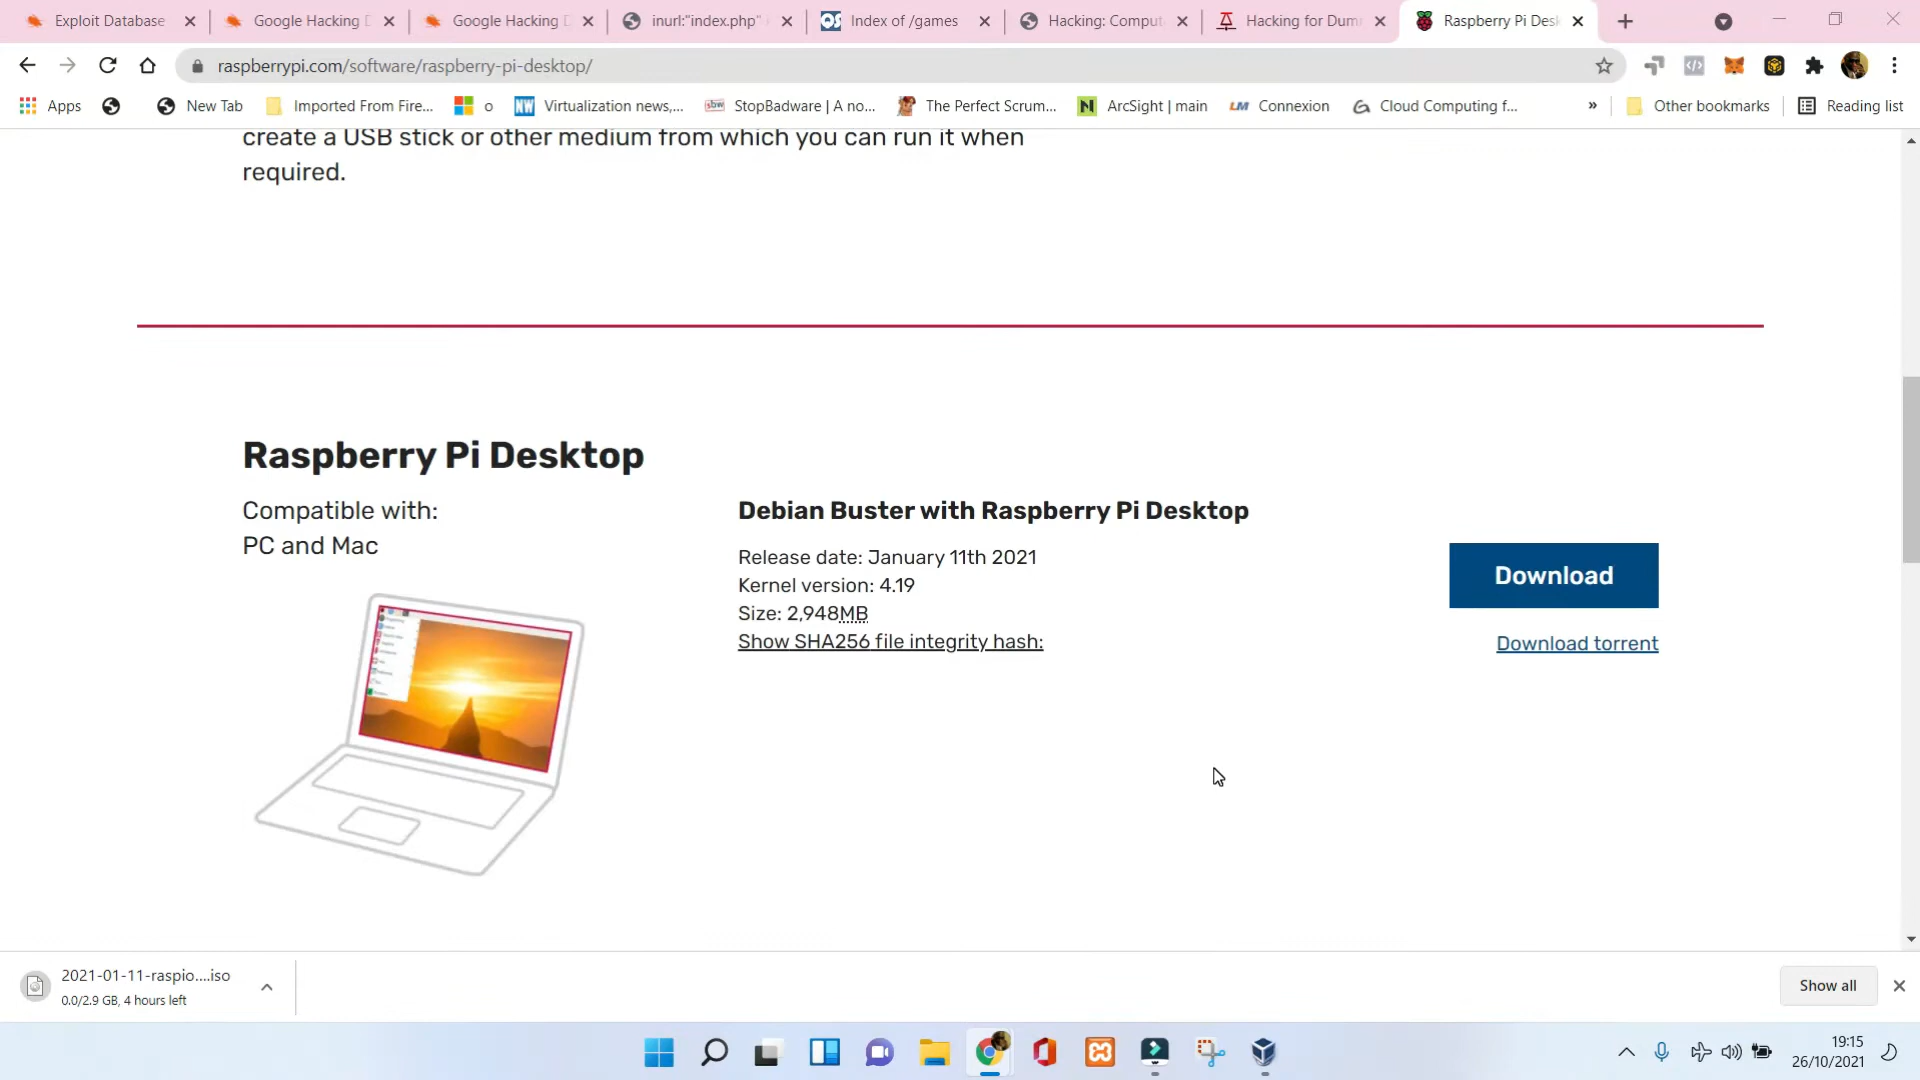 Exploit Database
Google Hacking D
Google Hacking D
inurl:"index.php"
Index of /games
Hacking: Comput
Hacking for Dum
Raspberry Pi Desk
raspberrypi.com/software/raspberry-pi-desktop/
Apps
New Tab
Imported From Fire...
o
Virtualization news,...
StopBadware | A no...
The Perfect Scrum...
ArcSight | main
Connexion
Cloud Computing f...
»
Other bookmarks
Reading list
create a USB stick or other medium from which you can run it when
required.
Raspberry Pi Desktop
Compatible with:
PC and Mac
Debian Buster with Raspberry Pi Desktop
Release date: January 11th 2021
Kernel version: 4.19
Size: 2,948MB
Show SHA256 file integrity hash:
Download
Download torrent
2021-01-11-raspio....iso
0.0/2.9 GB, 4 hours left
Show all
19:15
26/10/2021